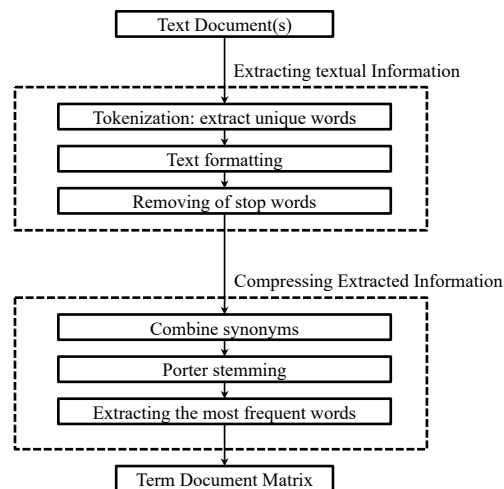 Text Document(s)
Extracting textual Information
Tokenization: extract unique words
Text formatting
Removing of stop words
Compressing Extracted Information
Combine synonyms
Porter stemming
Extracting the most frequent words
Term Document Matrix